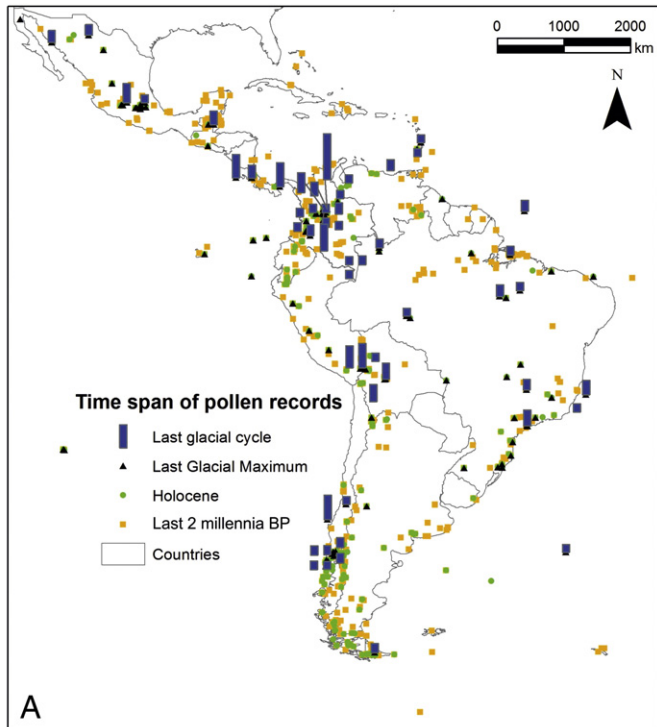 0 1000 2000
km
N
Time span of pollen records
Last glacial cycle
Last Glacial Maximum
Holocene
Last 2 millennia BP
Countries
A